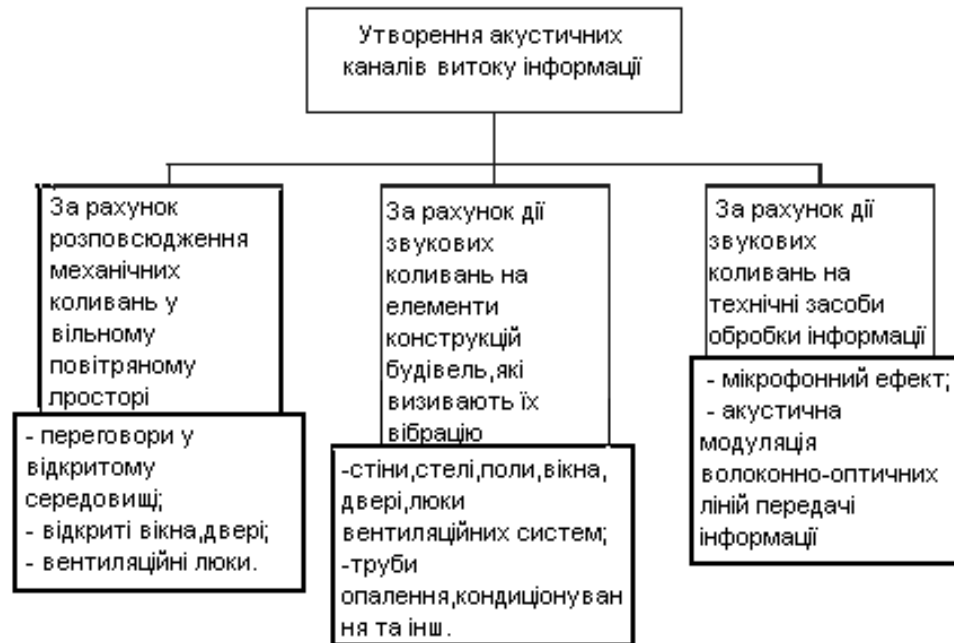 Утворення акустичних
каналів витоку інформації
За рахунок
розповсюдження
механічних
коливань у
вільному
повітряному
просторі
- переговори у
відкритому
середовищі;
- відкриті вікна,двері;
- вентиляційні люки.
За рахунок дії
звукових
коливань на
елементи
конструкцій
будівель,які
визивають їх
вібрацію
-стіни,стелі,поли,вікна,
двері,люки
вентиляційних систем;
-труби
опалення,кондиціонуван
ня та інш.
За рахунок дії
звукових
коливань на
технічні засоби
обробки інформації
- мікрофонний ефект;
- акустична
модуляція
волоконно-оптичних
ліній передачі
інформації